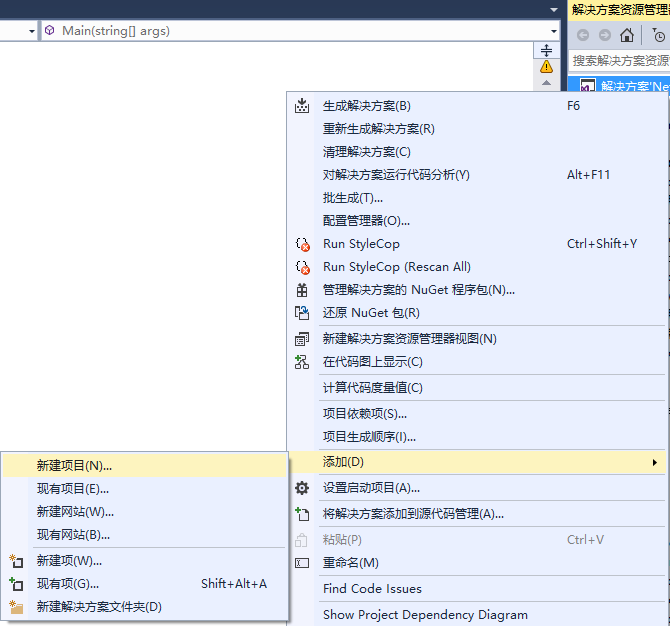 解决方案资源管理器
Main(string[] args)
搜索解决方案资源
解决方案'Ne
生成解决方案(B) F6
重新生成解决方案(R)
清理解决方案(C)
对解决方案运行代码分析(Y) Alt+F11
批生成(T)...
配置管理器(O)...
Run StyleCop Ctrl+Shift+Y
Run StyleCop (Rescan All)
管理解决方案的 NuGet 程序包(N)...
还原 NuGet 包(R)
新建解决方案资源管理器视图(N)
在代码图上显示(C)
计算代码度量值(C)
项目依赖项(S)...
项目生成顺序(I)...
添加(D)
设置启动项目(A)...
将解决方案添加到源代码管理(A)...
粘贴(P) Ctrl+V
重命名(M)
Find Code Issues
Show Project Dependency Diagram
新建项目(N)...
现有项目(E)...
新建网站(W)...
现有网站(B)...
新建项(W)...
现有项(G)... Shift+Alt+A
新建解决方案文件夹(D)